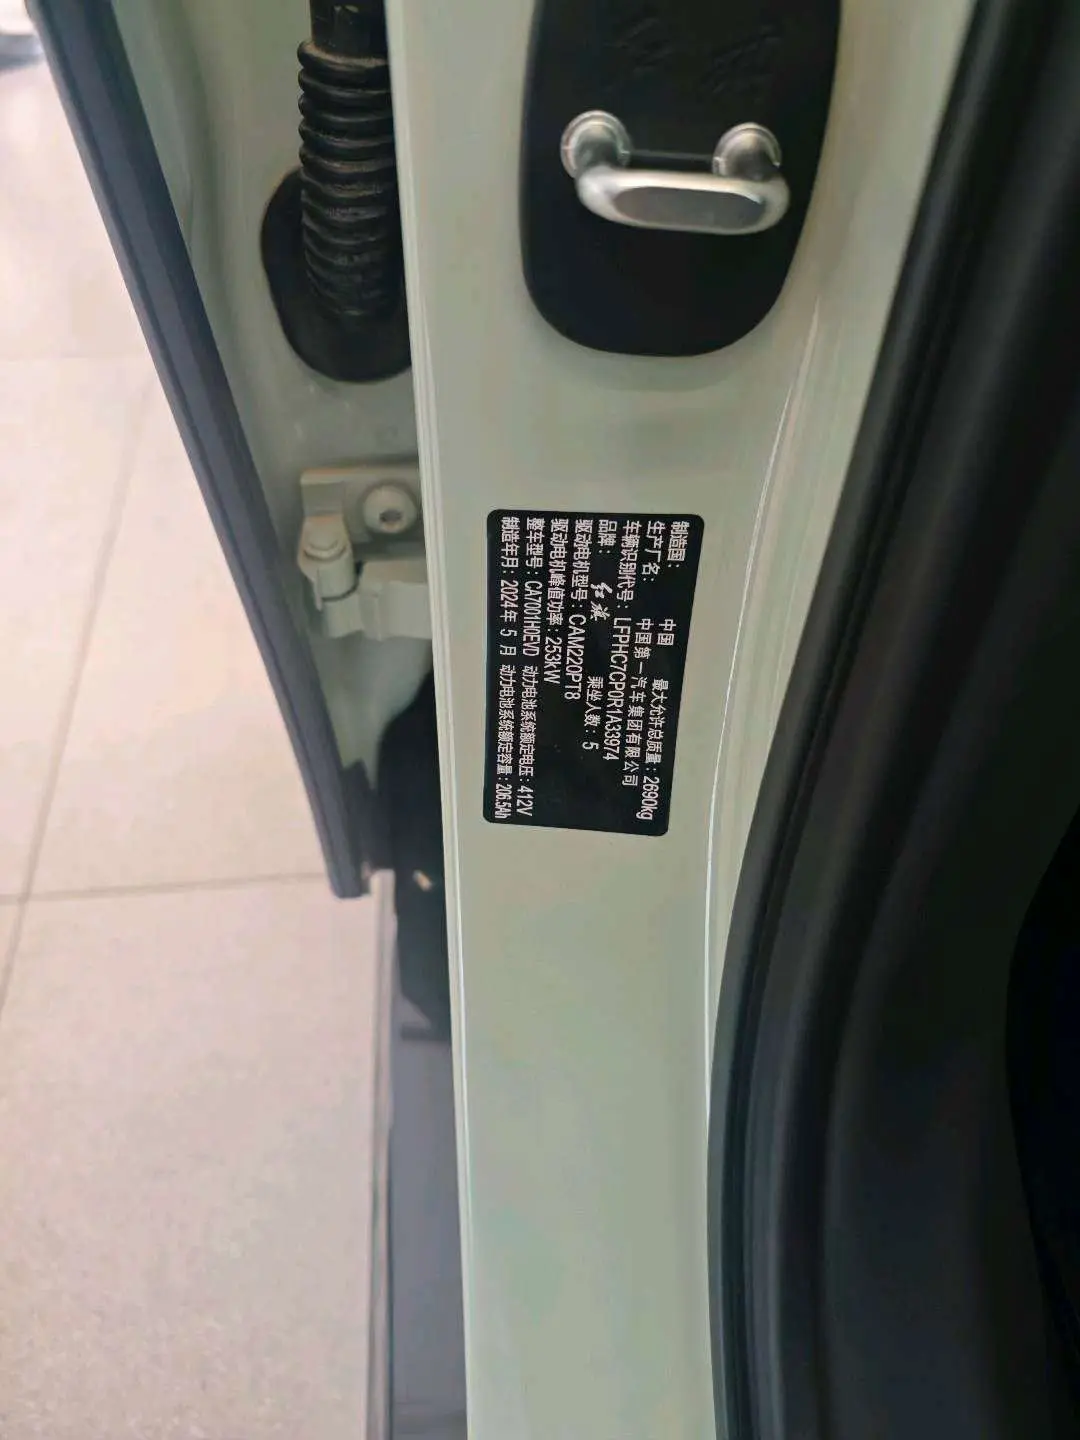 制造国： 中国 最大允许总质量：2690kg
生产厂名： 中国第一汽车集团有限公司
车辆识别代号：LFPHC7CP0R1A33974
品牌： 红旗 乘坐人数：5
驱动电机型号：CAM220PT8
驱动电机峰值功率：253kW
整车型号：CA7001H0EVD 动力电池系统额定电压：412V
制造年月：2024年 5月 动力电池系统额定容量：206.5Ah